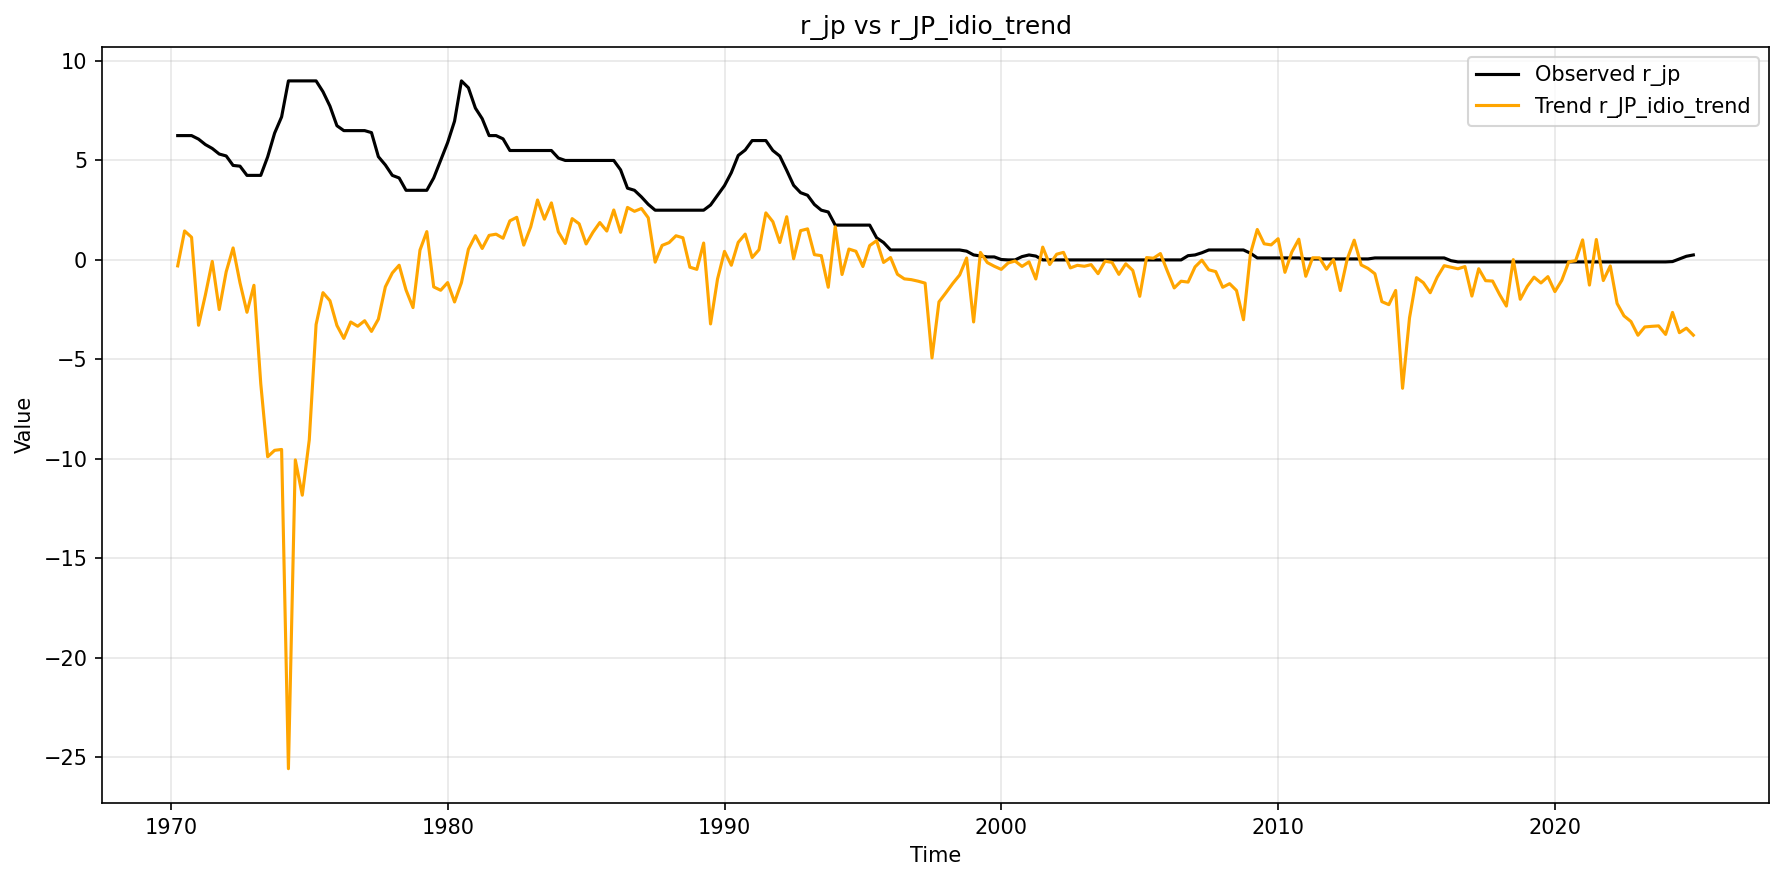 r_jp vs r_JP_idio_trend
Observed r_jp
Trend r_JP_idio_trend
10
5
0
−5
−10
−15
−20
−25
Value
1970
1980
1990
2000
2010
2020
Time